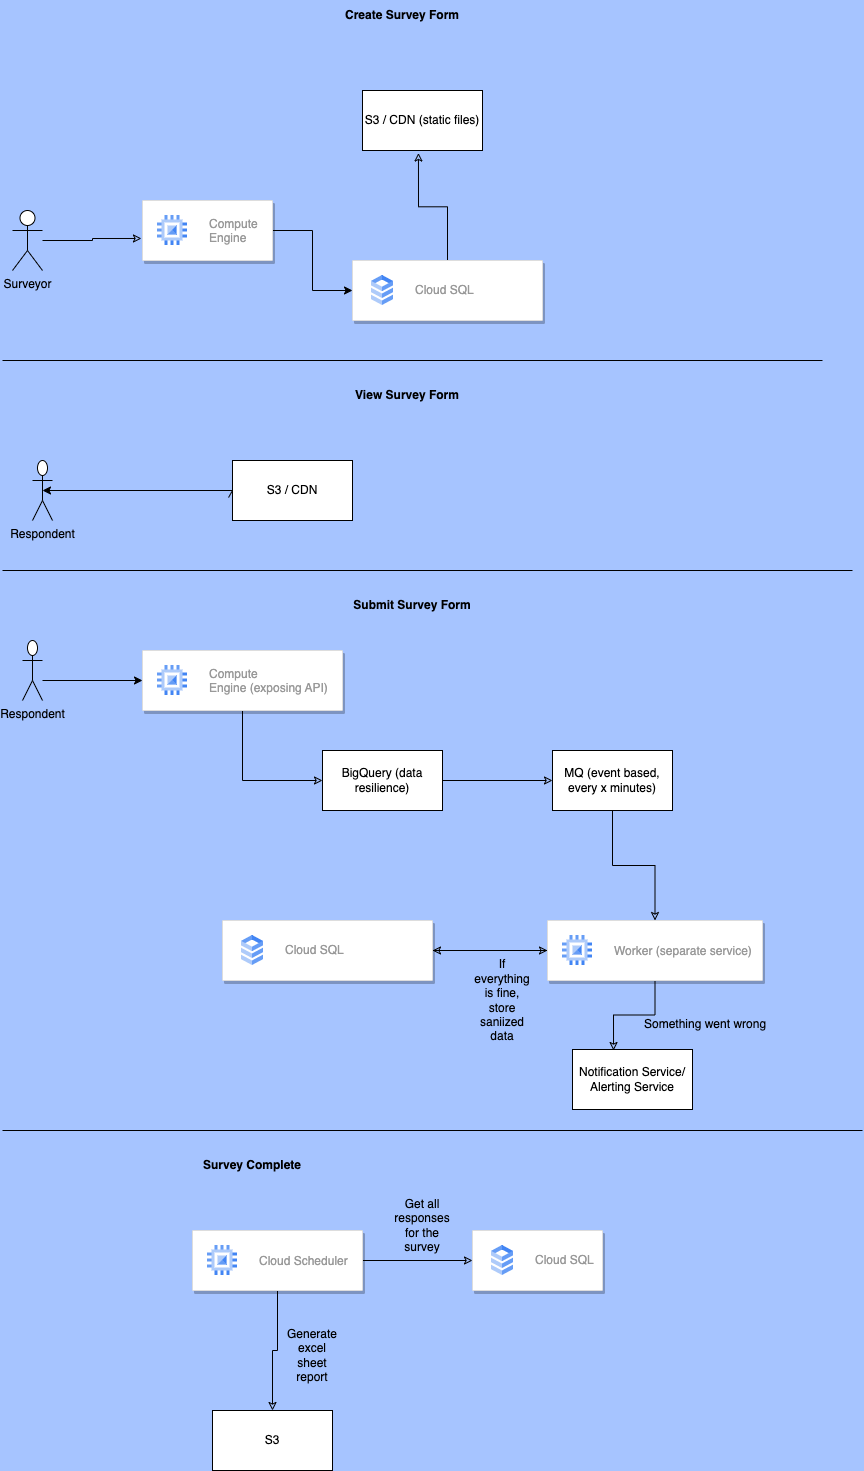 Create Survey Form
S3 / CDN (static files)
Compute
Engine
Surveyor
Cloud SQL
View Survey Form
S3 / CDN
Respondent
Submit Survey Form
Compute
Engine (exposing API)
Respondent
BigQuery (data
resilience)
MQ (event based,
every x minutes)
Cloud SQL
Worker (separate service)
If
everything
is fine,
store
saniized
data
Something went wrong
Notification Service/
Alerting Service
Survey Complete
Get all
responses
for the
survey
Cloud Scheduler
Cloud SQL
Generate
excel
sheet
report
S3